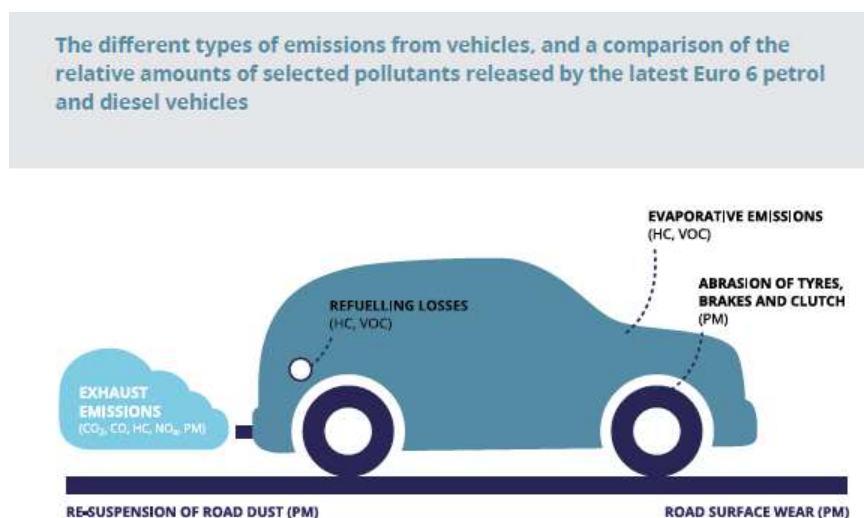 The different types of emissions from vehicles, and a comparison of the
relative amounts of selected pollutants released by the latest Euro 6 petrol
and diesel vehicles
EVAPORATIVE EMISSIONS
(HC, VOC)
ABRASION OF TYRES,
BRAKES AND CLUTCH
(PM)
REFUELLING LOSSES
(HC, VOC)
EXHAUST
EMISSIONS
(CO₂, CO, HC, NOₓ, PM)
RE-SUSPENSION OF ROAD DUST (PM)
ROAD SURFACE WEAR (PM)